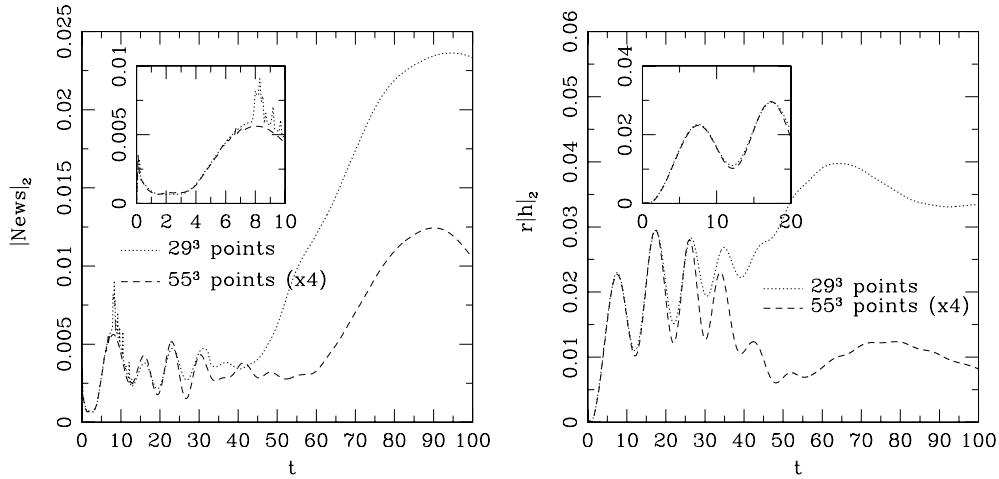 |News|₂
0 0.005 0.01 0.015 0.02 0.025
0 0.005 0.01
0 2 4 6 8 10
29³ points
55³ points (x4)
0 10 20 30 40 50 60 70 80 90 100
t
r|h|₂
0 0.01 0.02 0.03 0.04 0.05 0.06
0 0.02 0.04
0 10 20
29³ points
55³ points (x4)
0 10 20 30 40 50 60 70 80 90 100
t